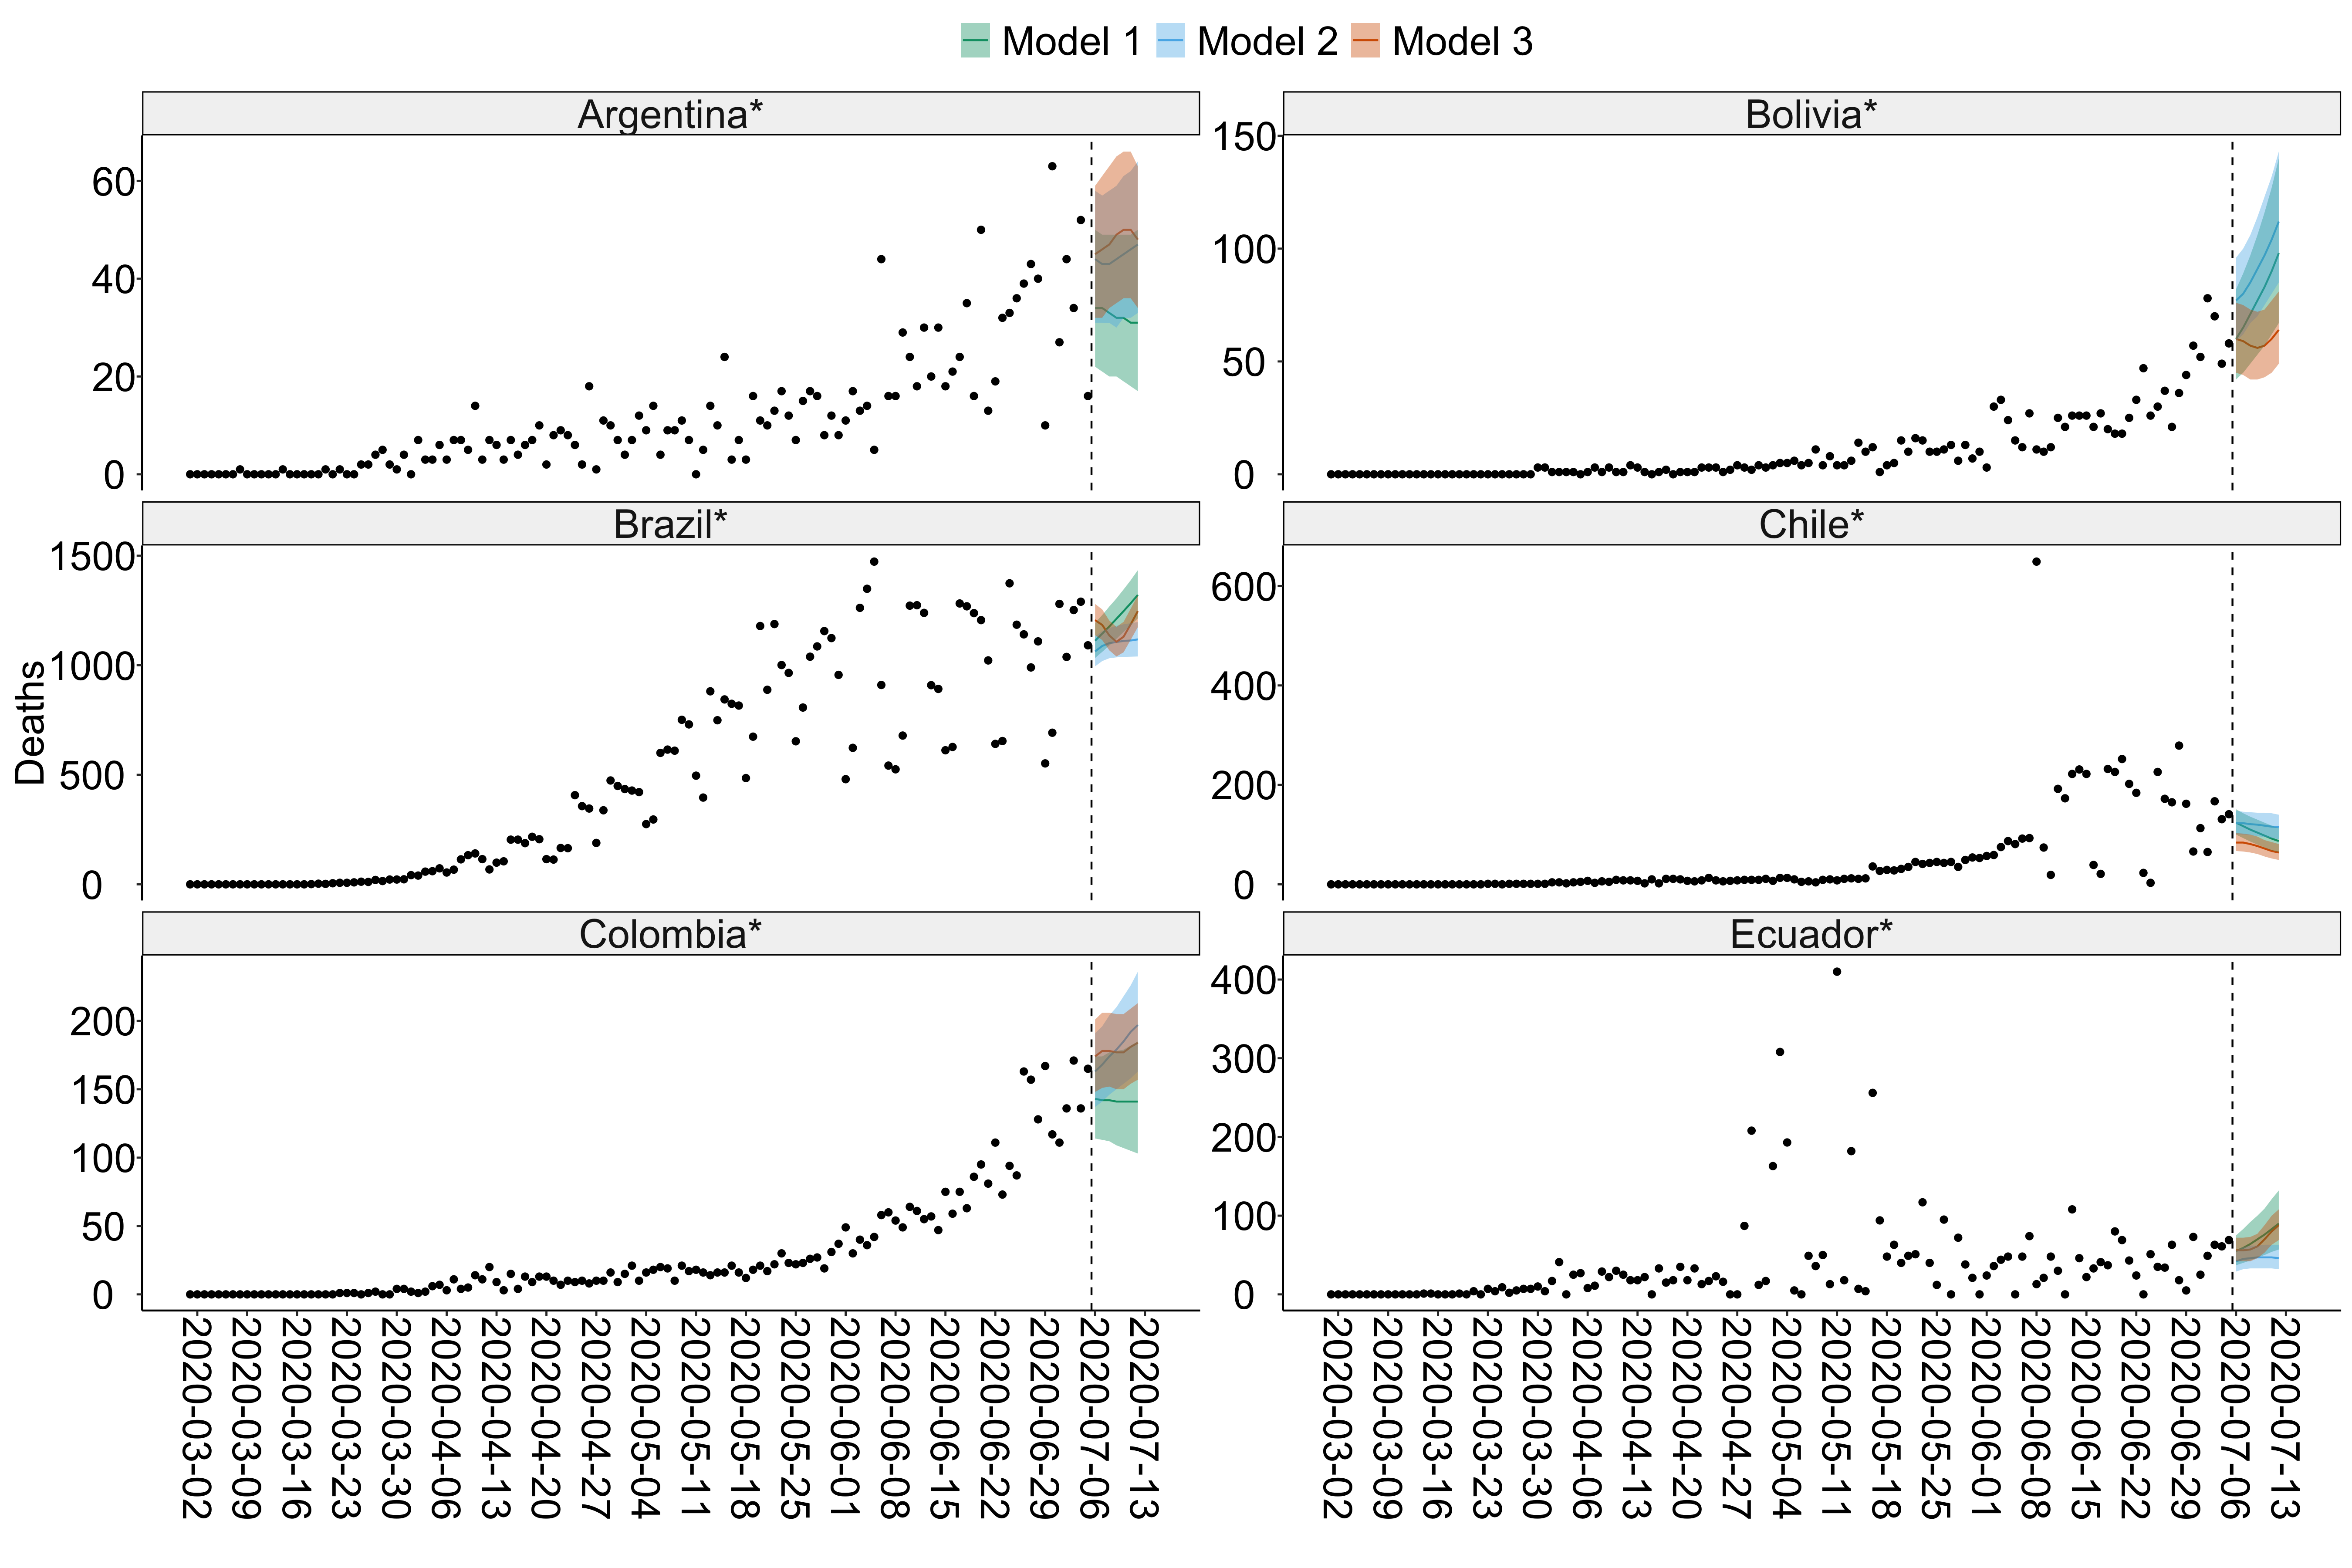 Model 1 Model 2 Model 3
Argentina* Bolivia*
60 40 20 0
150 100 50 0
Brazil* Chile*
1500 1000 500 0
600 400 200 0
Deaths
Colombia* Ecuador*
200 150 100 50 0
400 300 200 100 0
2020-03-02 2020-03-09 2020-03-16 2020-03-23 2020-03-30 2020-04-06 2020-04-13 2020-04-20 2020-04-27 2020-05-04 2020-05-11 2020-05-18 2020-05-25 2020-06-01 2020-06-08 2020-06-15 2020-06-22 2020-06-29 2020-07-06 2020-07-13
2020-03-02 2020-03-09 2020-03-16 2020-03-23 2020-03-30 2020-04-06 2020-04-13 2020-04-20 2020-04-27 2020-05-04 2020-05-11 2020-05-18 2020-05-25 2020-06-01 2020-06-08 2020-06-15 2020-06-22 2020-06-29 2020-07-06 2020-07-13